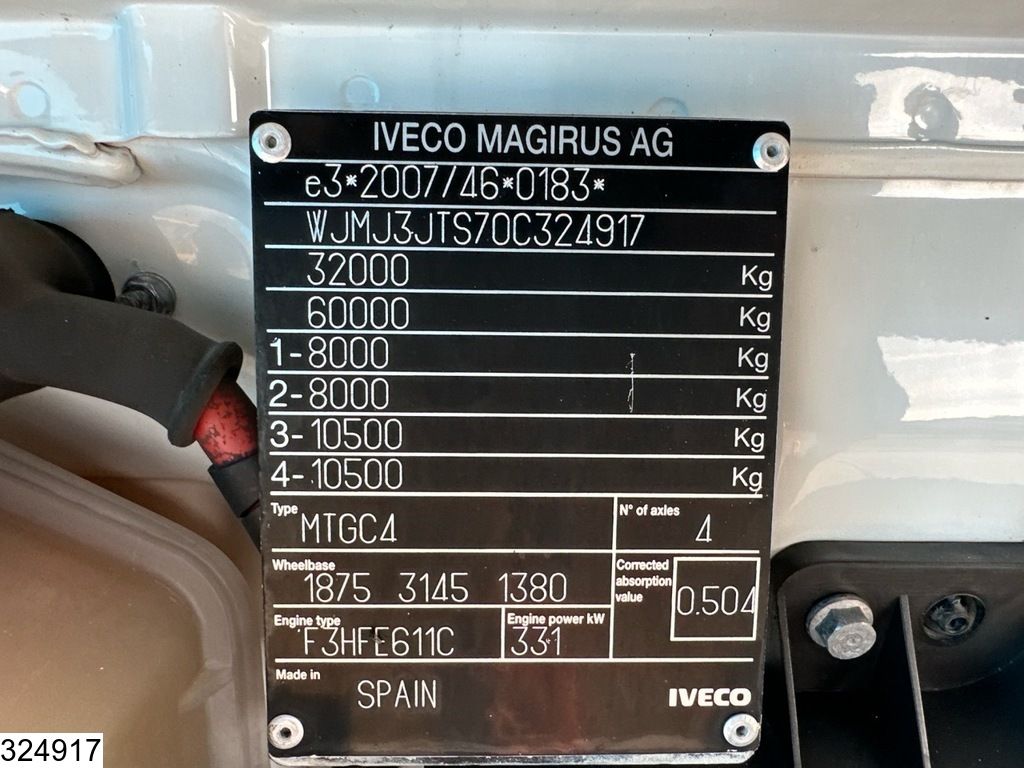 IVECO MAGIRUS AG
e3*2007/46*0183*
WJMJ3JTS70C324917
32000 Kg
60000 Kg
1-8000 Kg
2-8000 Kg
3-10500 Kg
4-10500 Kg
Type MTGC4
N° of axles 4
Wheelbase 1875 3145 1380
Corrected absorption value 0.504
Engine type F3HFE611C
Engine power kW 331
Made in SPAIN
IVECO
324917